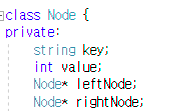 class Node {
private:
string key;
int value;
Node* leftNode;
Node* rightNode;